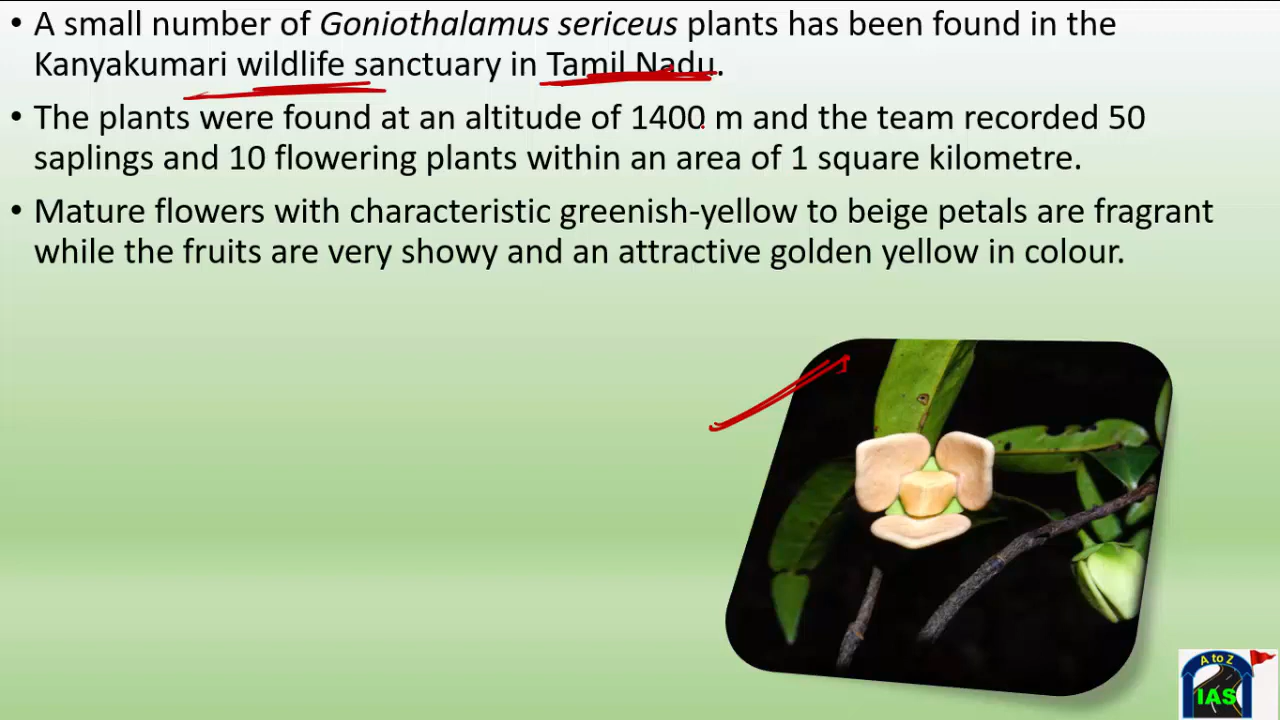 • A small number of Goniothalamus sericeus plants has been found in the
Kanyakumari wildlife sanctuary in Tamil Nadu.
• The plants were found at an altitude of 1400 m and the team recorded 50
saplings and 10 flowering plants within an area of 1 square kilometre.
• Mature flowers with characteristic greenish-yellow to beige petals are fragrant
while the fruits are very showy and an attractive golden yellow in colour.
A to Z
IAS